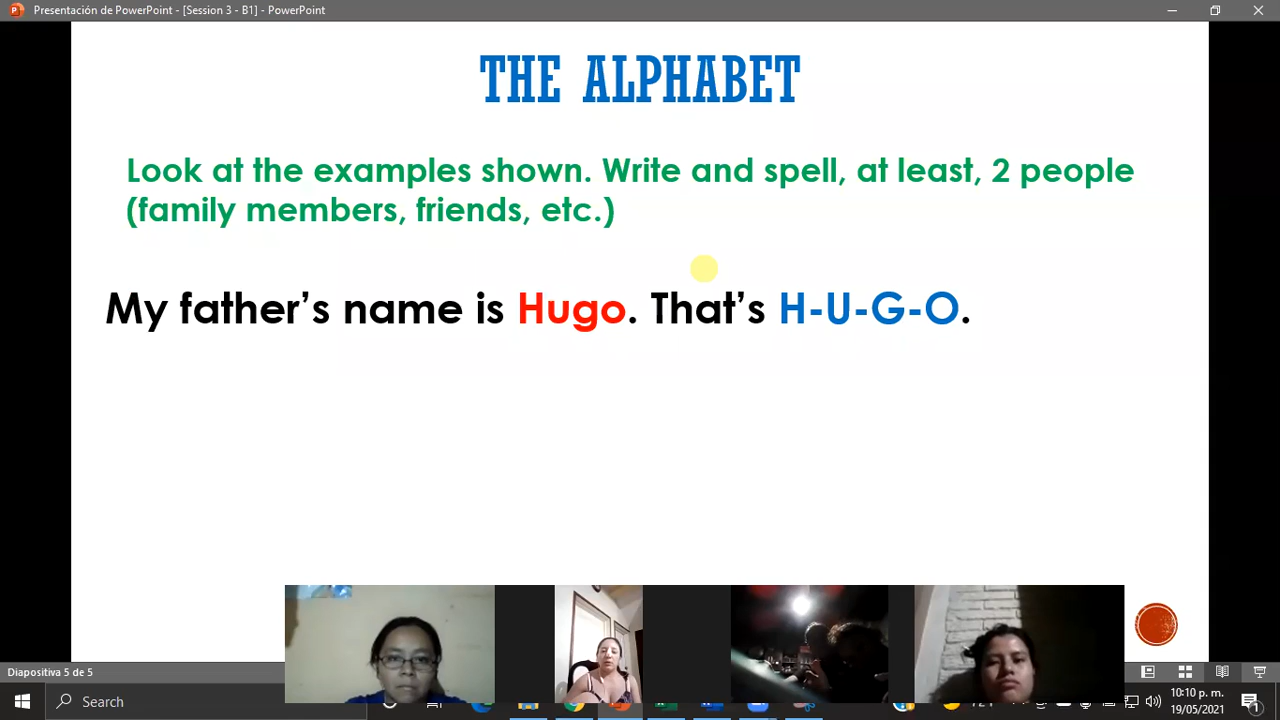 Presentación de PowerPoint - [Session 3 - B1] - PowerPoint
THE ALPHABET
Look at the examples shown. Write and spell, at least, 2 people
(family members, friends, etc.)
My father's name is Hugo. That's H-U-G-O.
Diapositiva 5 de 5
Search
10:10 p. m.
19/05/2021